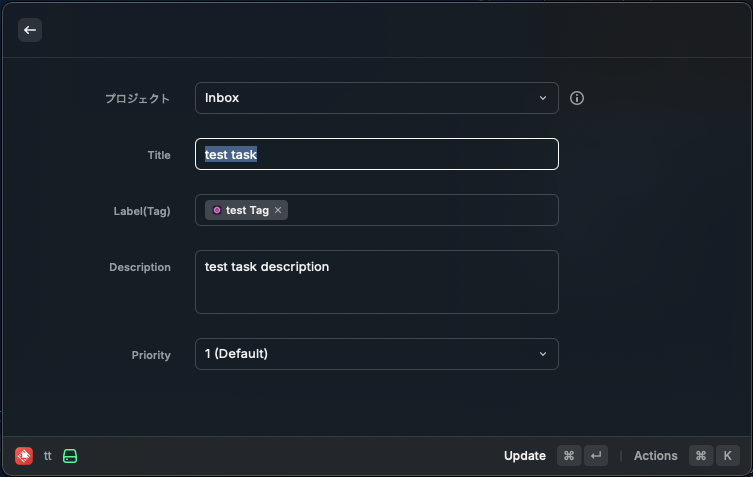 プロジェクト
Inbox
Title
test task
Label(Tag)
test Tag
Description
test task description
Priority
1 (Default)
tt
Update ⌘ ↵ | Actions ⌘ K